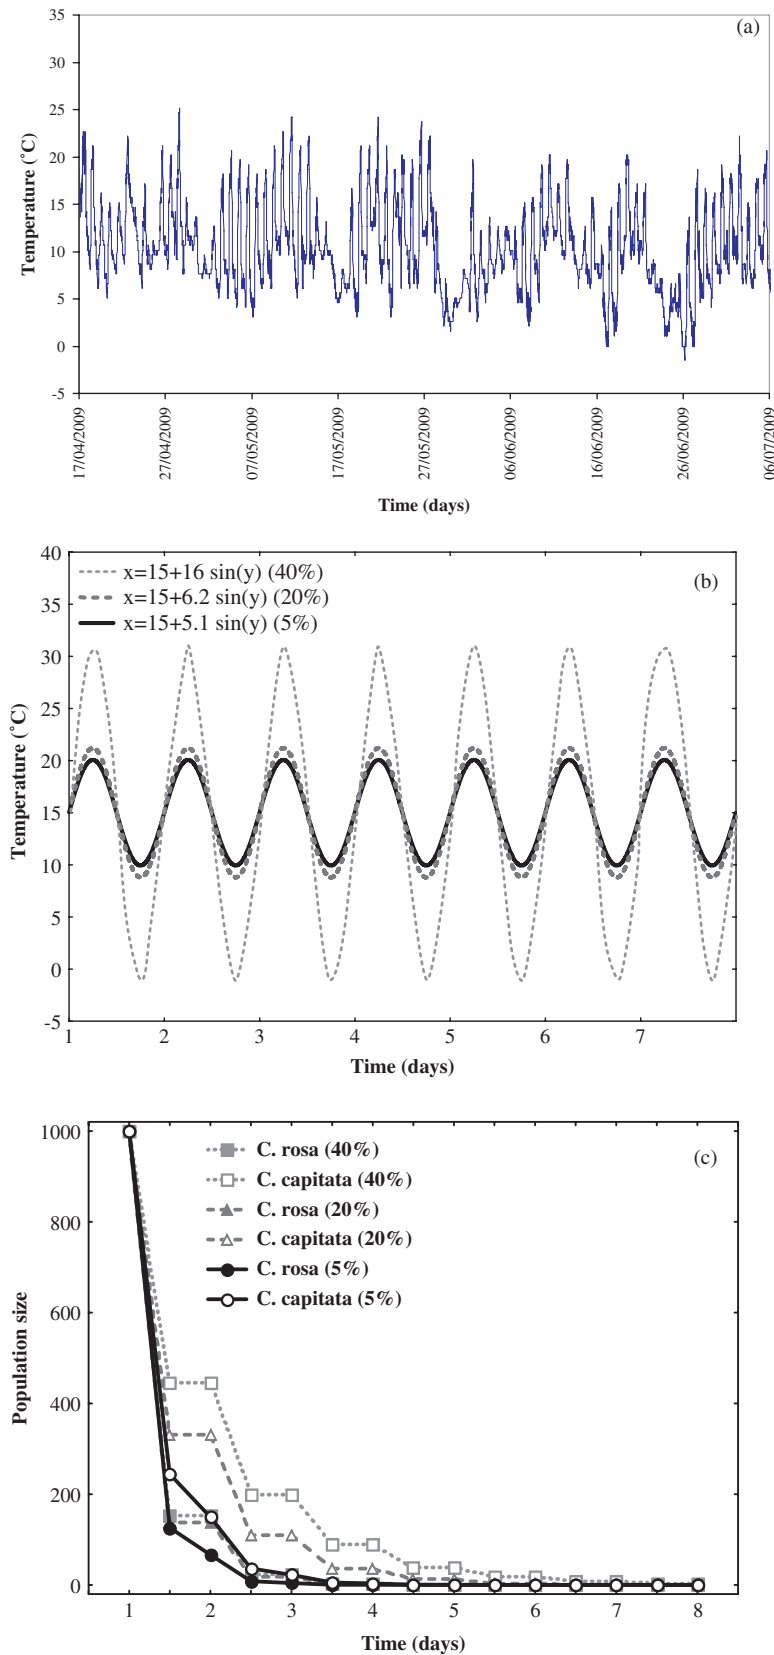 (a)
35
30
25
20
15
10
5
0
-5
Temperature (˚C)
17/04/2009
27/04/2009
07/05/2009
17/05/2009
27/05/2009
06/06/2009
16/06/2009
26/06/2009
06/07/2009
Time (days)
(b)
x=15+16 sin(y) (40%)
x=15+6.2 sin(y) (20%)
x=15+5.1 sin(y) (5%)
40
35
30
25
20
15
10
5
0
-5
Temperature (˚C)
1 2 3 4 5 6 7
Time (days)
(c)
C. rosa (40%)
C. capitata (40%)
C. rosa (20%)
C. capitata (20%)
C. rosa (5%)
C. capitata (5%)
1000
800
600
400
200
0
Population size
1 2 3 4 5 6 7 8
Time (days)